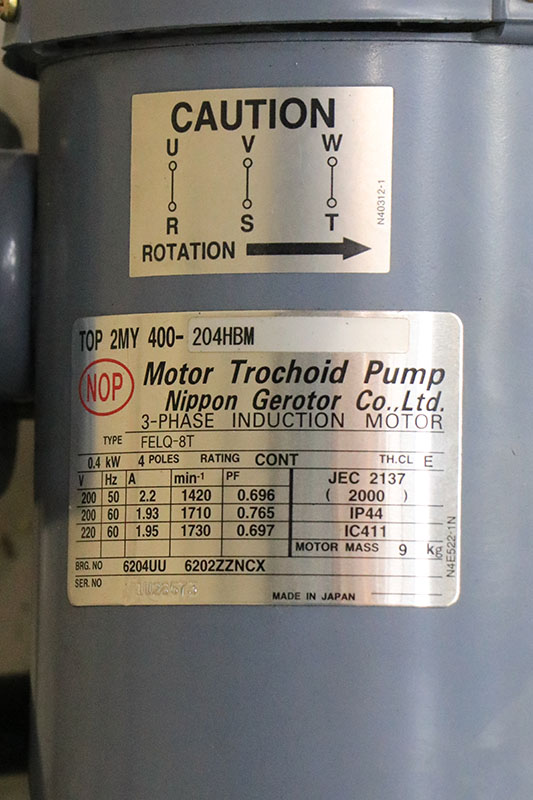 CAUTION
U V W
R S T
ROTATION
N40312-1
TOP 2MY 400- 204HBM
NOP Motor Trochoid Pump
Nippon Gerotor Co.,Ltd.
3-PHASE INDUCTION MOTOR
TYPE FELQ-8T
0.4 kW 4 POLES RATING CONT TH.CL E
V Hz A min-1 PF JEC 2137
200 50 2.2 1420 0.696 ( 2000 )
200 60 1.93 1710 0.765 IP44
220 60 1.95 1730 0.697 IC411
MOTOR MASS 9 kg
BRG. NO 6204UU 6202ZZNCX
SER. NO
MADE IN JAPAN
N4E522-1N